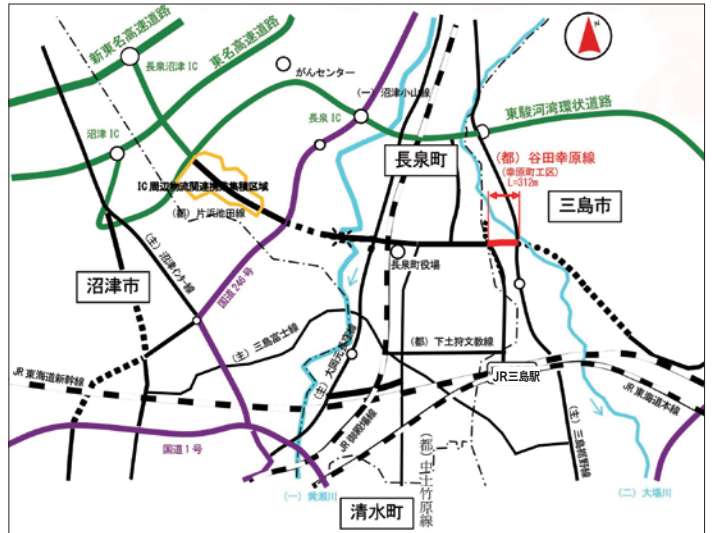 新東名高速道路
東名高速道路
N
長泉沼津IC
がんセンター
(一) 沼津小山線
長泉IC
東駿河湾環状道路
沼津IC
長泉町
(都) 谷田幸原線
(幸原町工区)
L=312m
三島市
IC周辺物流関連産業集積区域
(都) 片浜池田線
長泉町役場
(主) 沼津インター線
沼津市
国道246号
(主) 三島富士線
(都) 下土狩文教線
JR東海道新幹線
JR三島駅
JR東海道本線
JR御殿場線
国道1号
(主) 三島裾野線
(都) 中土竹原線
(一) 黄瀬川
(二) 大場川
清水町